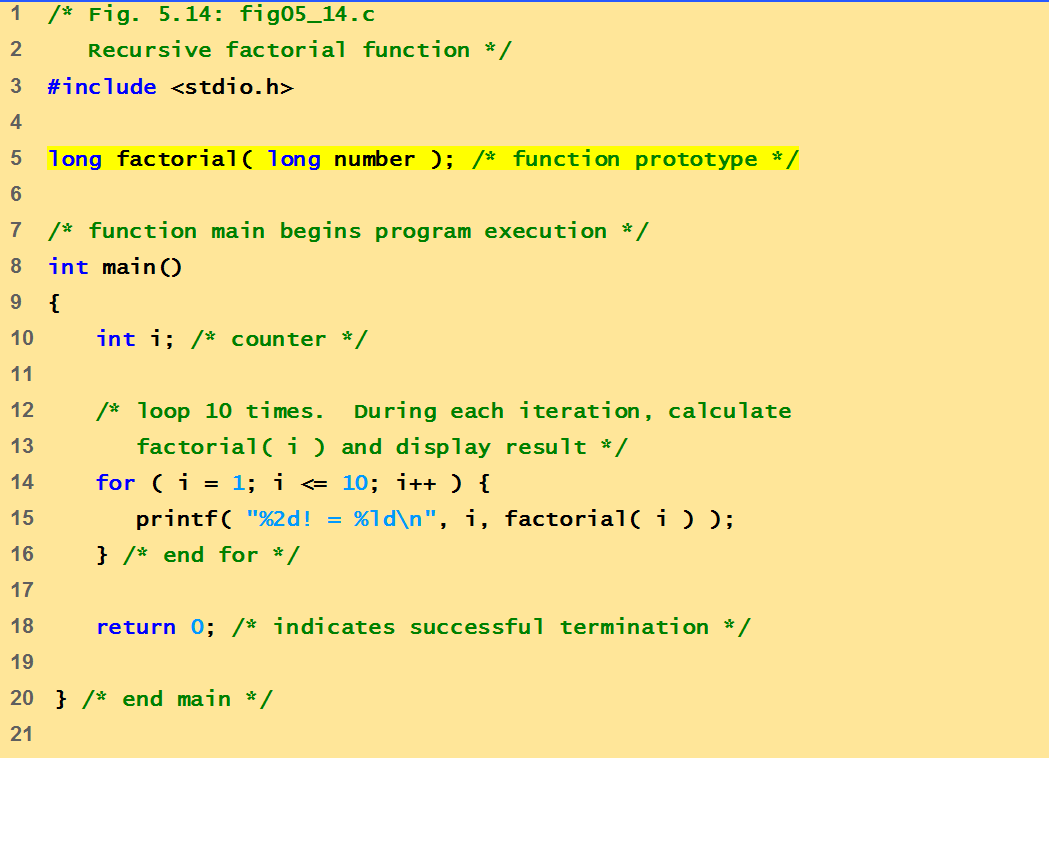 1 /* Fig. 5.14: fig05_14.c
2 Recursive factorial function */
3 #include <stdio.h>
4
5 long factorial( long number ); /* function prototype */
6
7 /* function main begins program execution */
8 int main()
9 {
10 int i; /* counter */
11
12 /* loop 10 times.  During each iteration, calculate
13 factorial( i ) and display result */
14 for ( i = 1; i <= 10; i++ ) {
15 printf( "%2d! = %ld\n", i, factorial( i ) );
16 } /* end for */
17
18 return 0; /* indicates successful termination */
19
20 } /* end main */
21